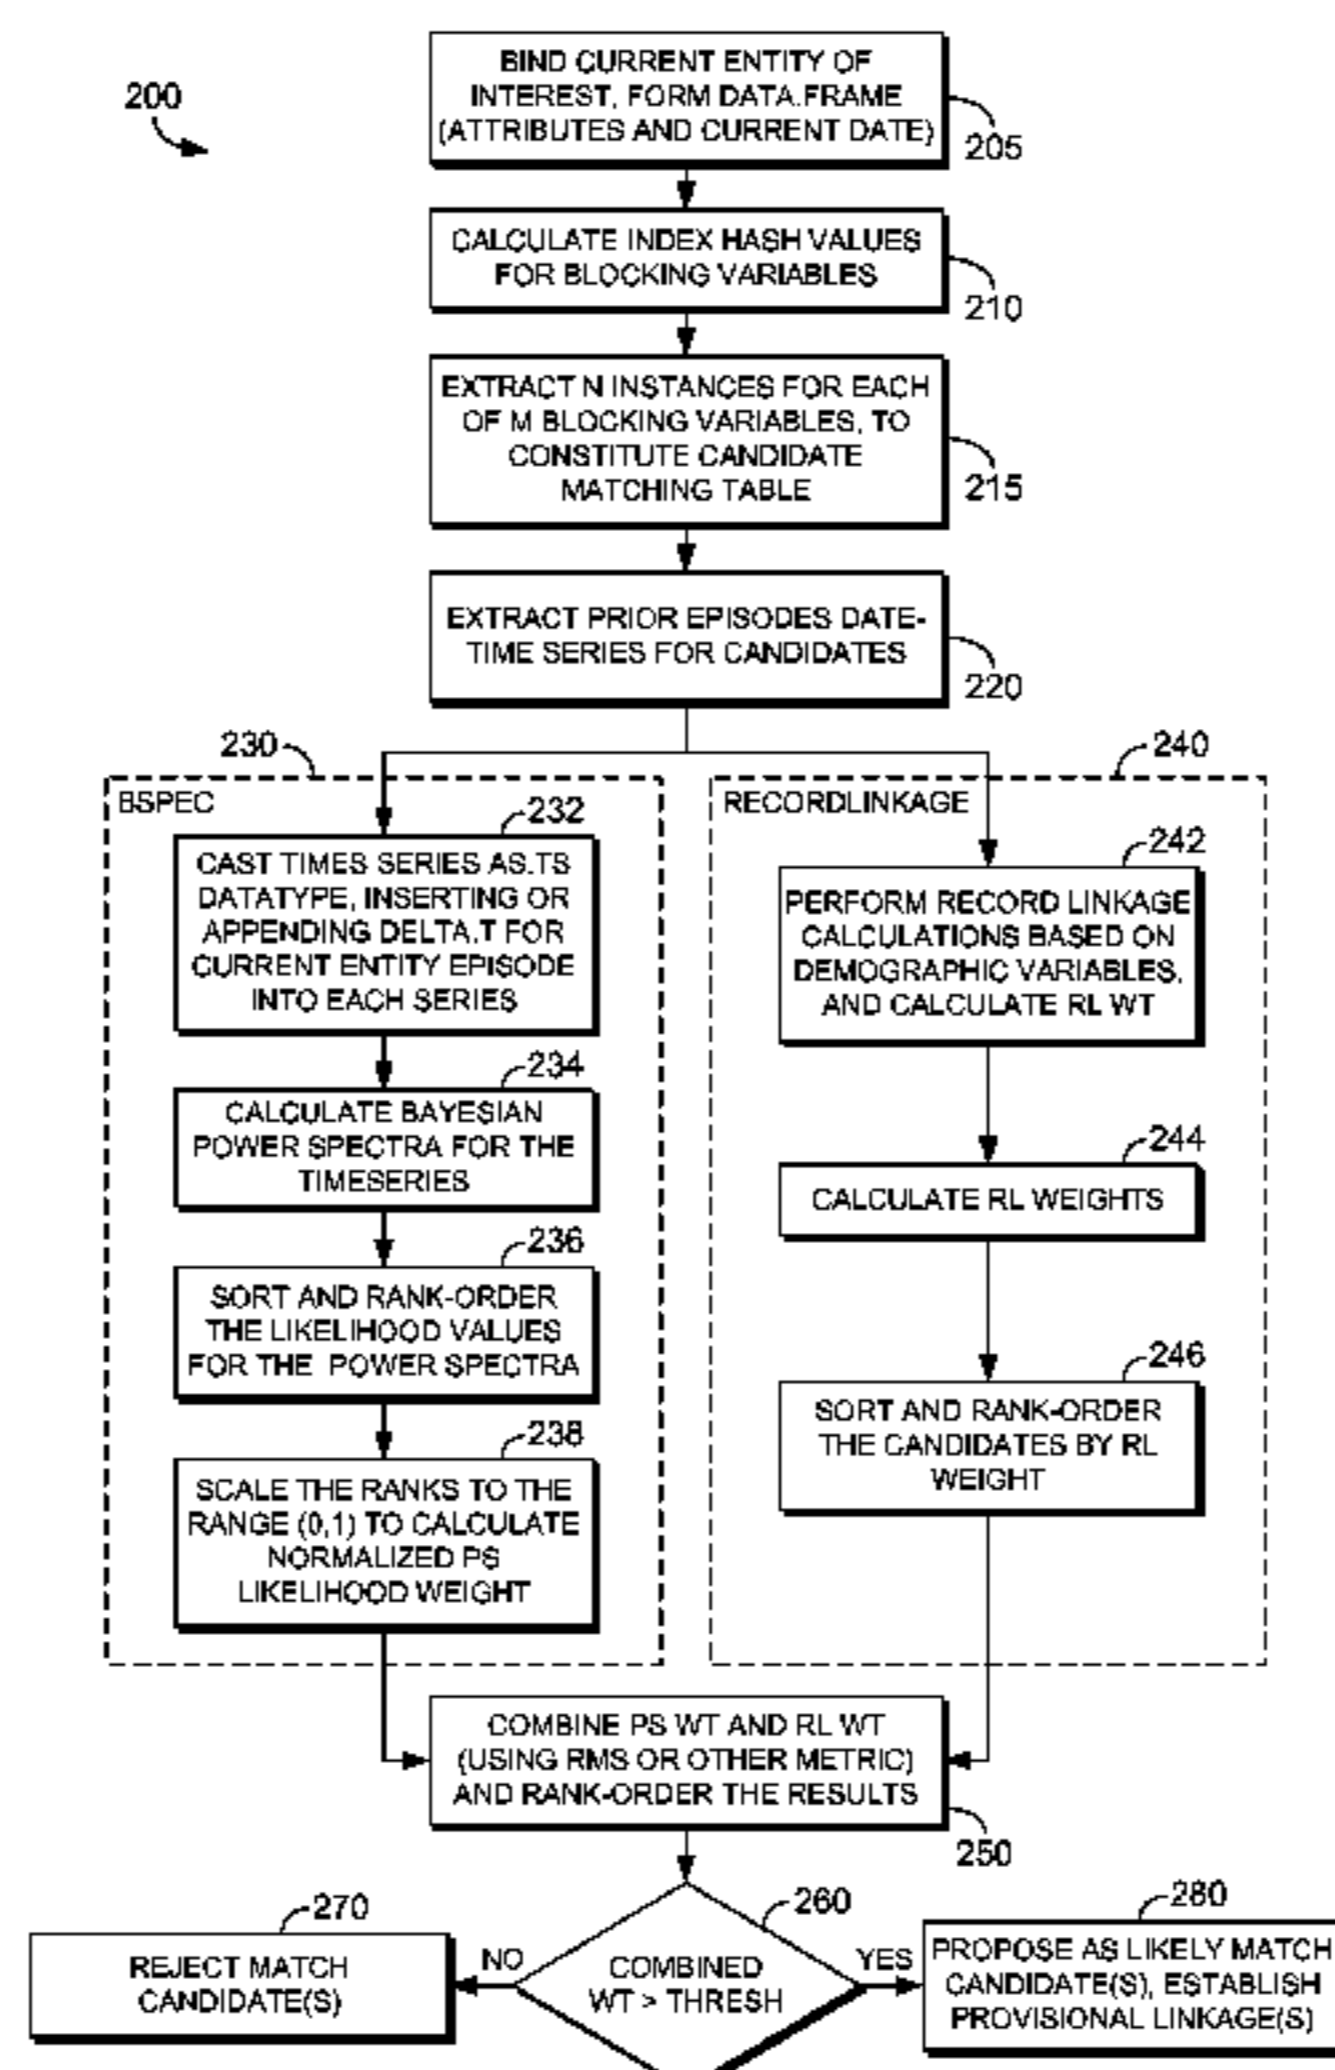 200
BIND CURRENT ENTITY OF
INTEREST, FORM DATA.FRAME
(ATTRIBUTES AND CURRENT DATE)
205
CALCULATE INDEX HASH VALUES
FOR BLOCKING VARIABLES
210
EXTRACT N INSTANCES FOR EACH
OF M BLOCKING VARIABLES, TO
CONSTITUTE CANDIDATE
MATCHING TABLE
215
EXTRACT PRIOR EPISODES DATE-
TIME SERIES FOR CANDIDATES
220
230
BSPEC
232
CAST TIMES SERIES AS.TS
DATATYPE, INSERTING OR
APPENDING DELTA.T FOR
CURRENT ENTITY EPISODE
INTO EACH SERIES
234
CALCULATE BAYESIAN
POWER SPECTRA FOR THE
TIMESERIES
236
SORT AND RANK-ORDER
THE LIKELIHOOD VALUES
FOR THE POWER SPECTRA
238
SCALE THE RANKS TO THE
RANGE (0,1) TO CALCULATE
NORMALIZED PS
LIKELIHOOD WEIGHT
240
RECORDLINKAGE
242
PERFORM RECORD LINKAGE
CALCULATIONS BASED ON
DEMOGRAPHIC VARIABLES,
AND CALCULATE RL WT
244
CALCULATE RL WEIGHTS
246
SORT AND RANK-ORDER
THE CANDIDATES BY RL
WEIGHT
COMBINE PS WT AND RL WT
(USING RMS OR OTHER METRIC)
AND RANK-ORDER THE RESULTS
250
260
COMBINED
WT > THRESH
NO
270
REJECT MATCH
CANDIDATE(S)
YES
280
PROPOSE AS LIKELY MATCH
CANDIDATE(S), ESTABLISH
PROVISIONAL LINKAGE(S)